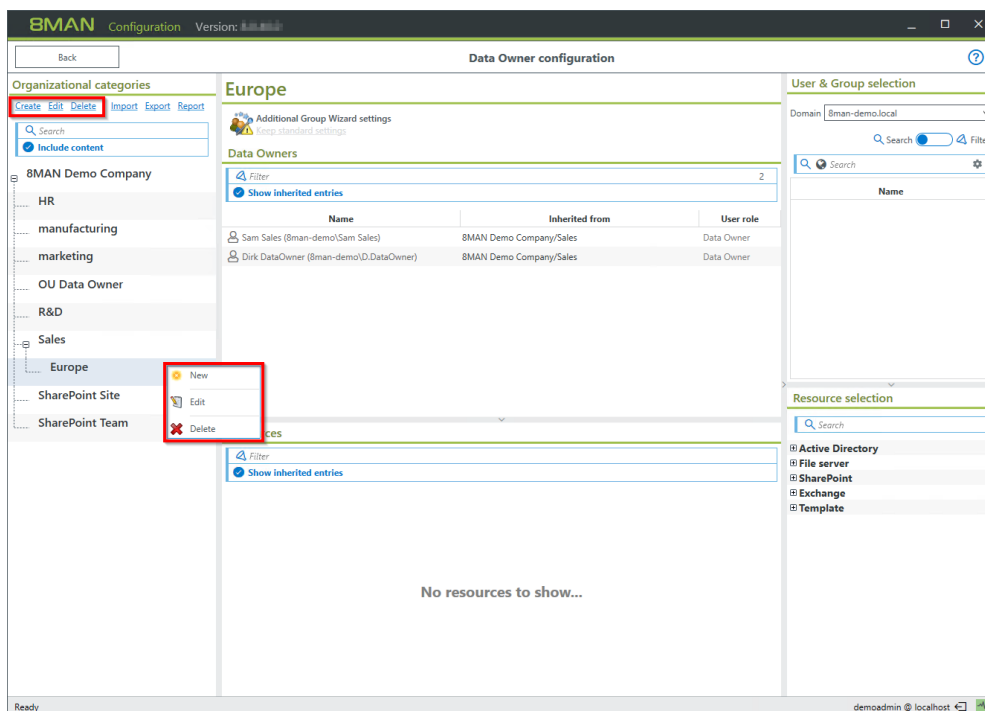 8MAN Configuration Version:
Back
Data Owner configuration
?
Organizational categories
Create Edit Delete Import Export Report
Search
Include content
8MAN Demo Company
HR
manufacturing
marketing
OU Data Owner
R&D
Sales
Europe
SharePoint Site
SharePoint Team
New
Edit
Delete
Europe
Additional Group Wizard settings
Keep standard settings
Data Owners
Filter 2
Show inherited entries
Name Inherited from User role
Sam Sales (8man-demo\Sam Sales) 8MAN Demo Company/Sales Data Owner
Dirk DataOwner (8man-demo\D.DataOwner) 8MAN Demo Company/Sales Data Owner
ces
Filter
Show inherited entries
No resources to show...
User & Group selection
Domain 8man-demo.local
Search Filte
Search
Name
Resource selection
Search
Active Directory
File server
SharePoint
Exchange
Template
Ready
demoadmin @ localhost